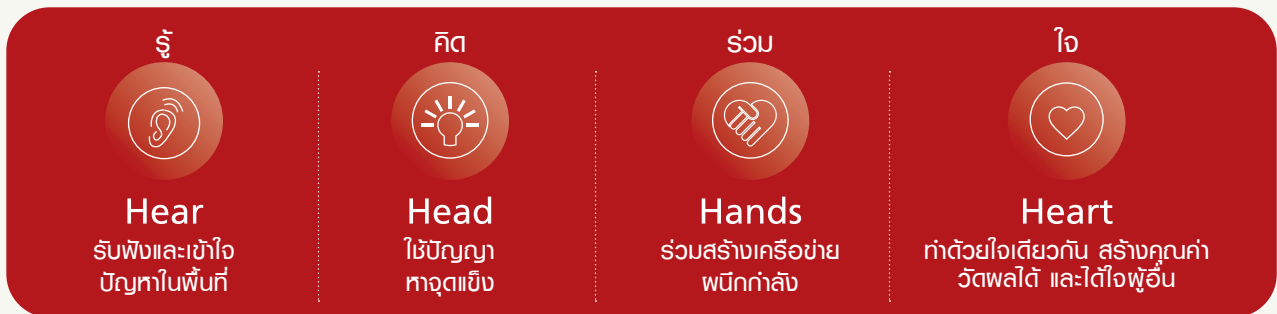 รู้
Hear
รับฟังและเข้าใจ
ปัญหาในพื้นที่
คิด
Head
ใช้ปัญญา
หาจุดแข็ง
ร่วม
Hands
ร่วมสร้างเครือข่าย
ผนึกกำลัง
ใจ
Heart
ทำด้วยใจเดียวกัน สร้างคุณค่า
วัดผลได้ และได้ใจผู้อื่น